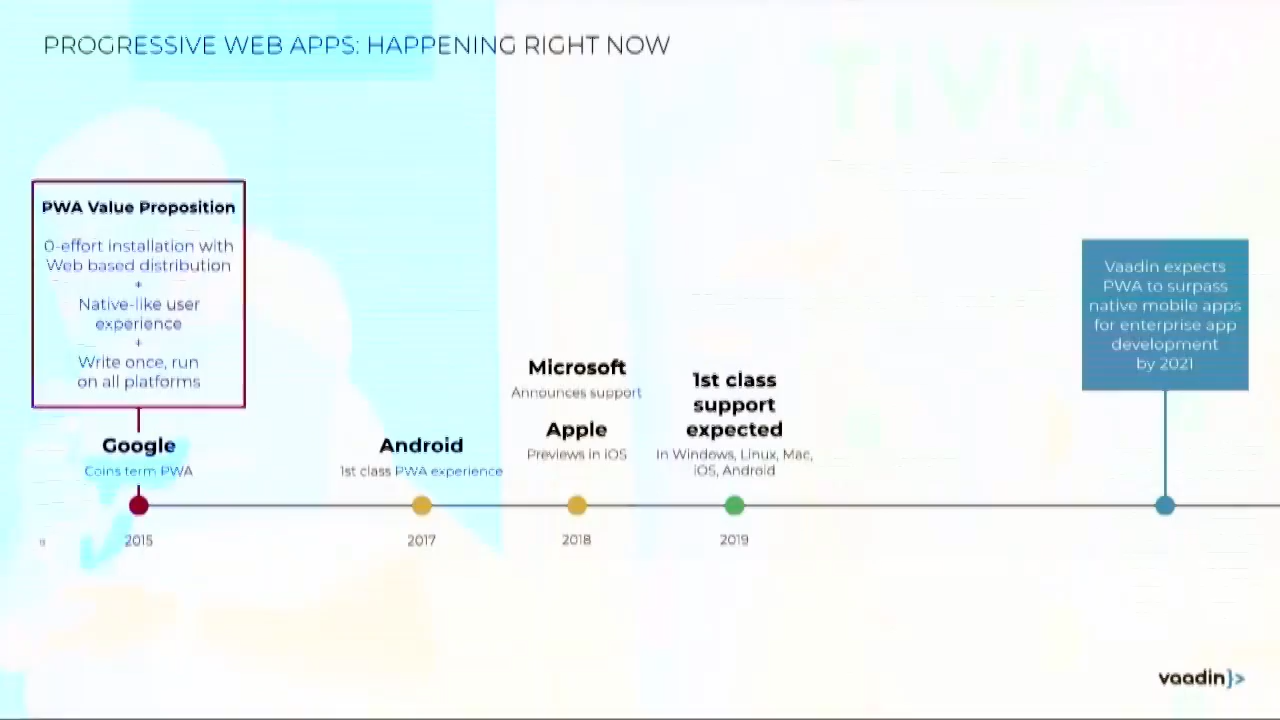 PROGRESSIVE WEB APPS: HAPPENING RIGHT NOW
TiVIA
PWA Value Proposition
0-effort installation with
Web based distribution
+
Native-like user
experience
+
Write once, run
on all platforms
Google
Coins term PWA
2015
Android
1st class PWA experience
2017
Microsoft
Announces support
Apple
Previews in iOS
2018
1st class
support
expected
In Windows, Linux, Mac,
iOS, Android
2019
Vaadin expects
PWA to surpass
native mobile apps
for enterprise app
development
by 2021
vaadin}>